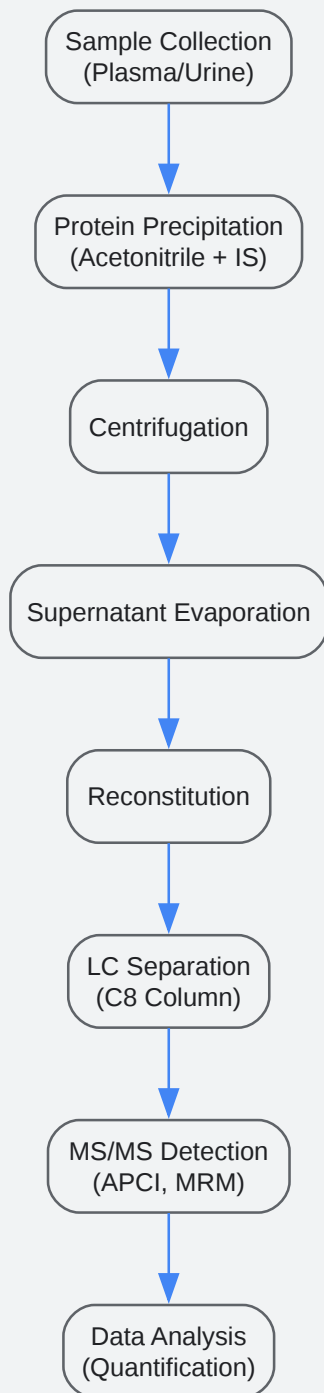 Sample Collection
(Plasma/Urine)
Protein Precipitation
(Acetonitrile + IS)
Centrifugation
Supernatant Evaporation
Reconstitution
LC Separation
(C8 Column)
MS/MS Detection
(APCI, MRM)
Data Analysis
(Quantification)